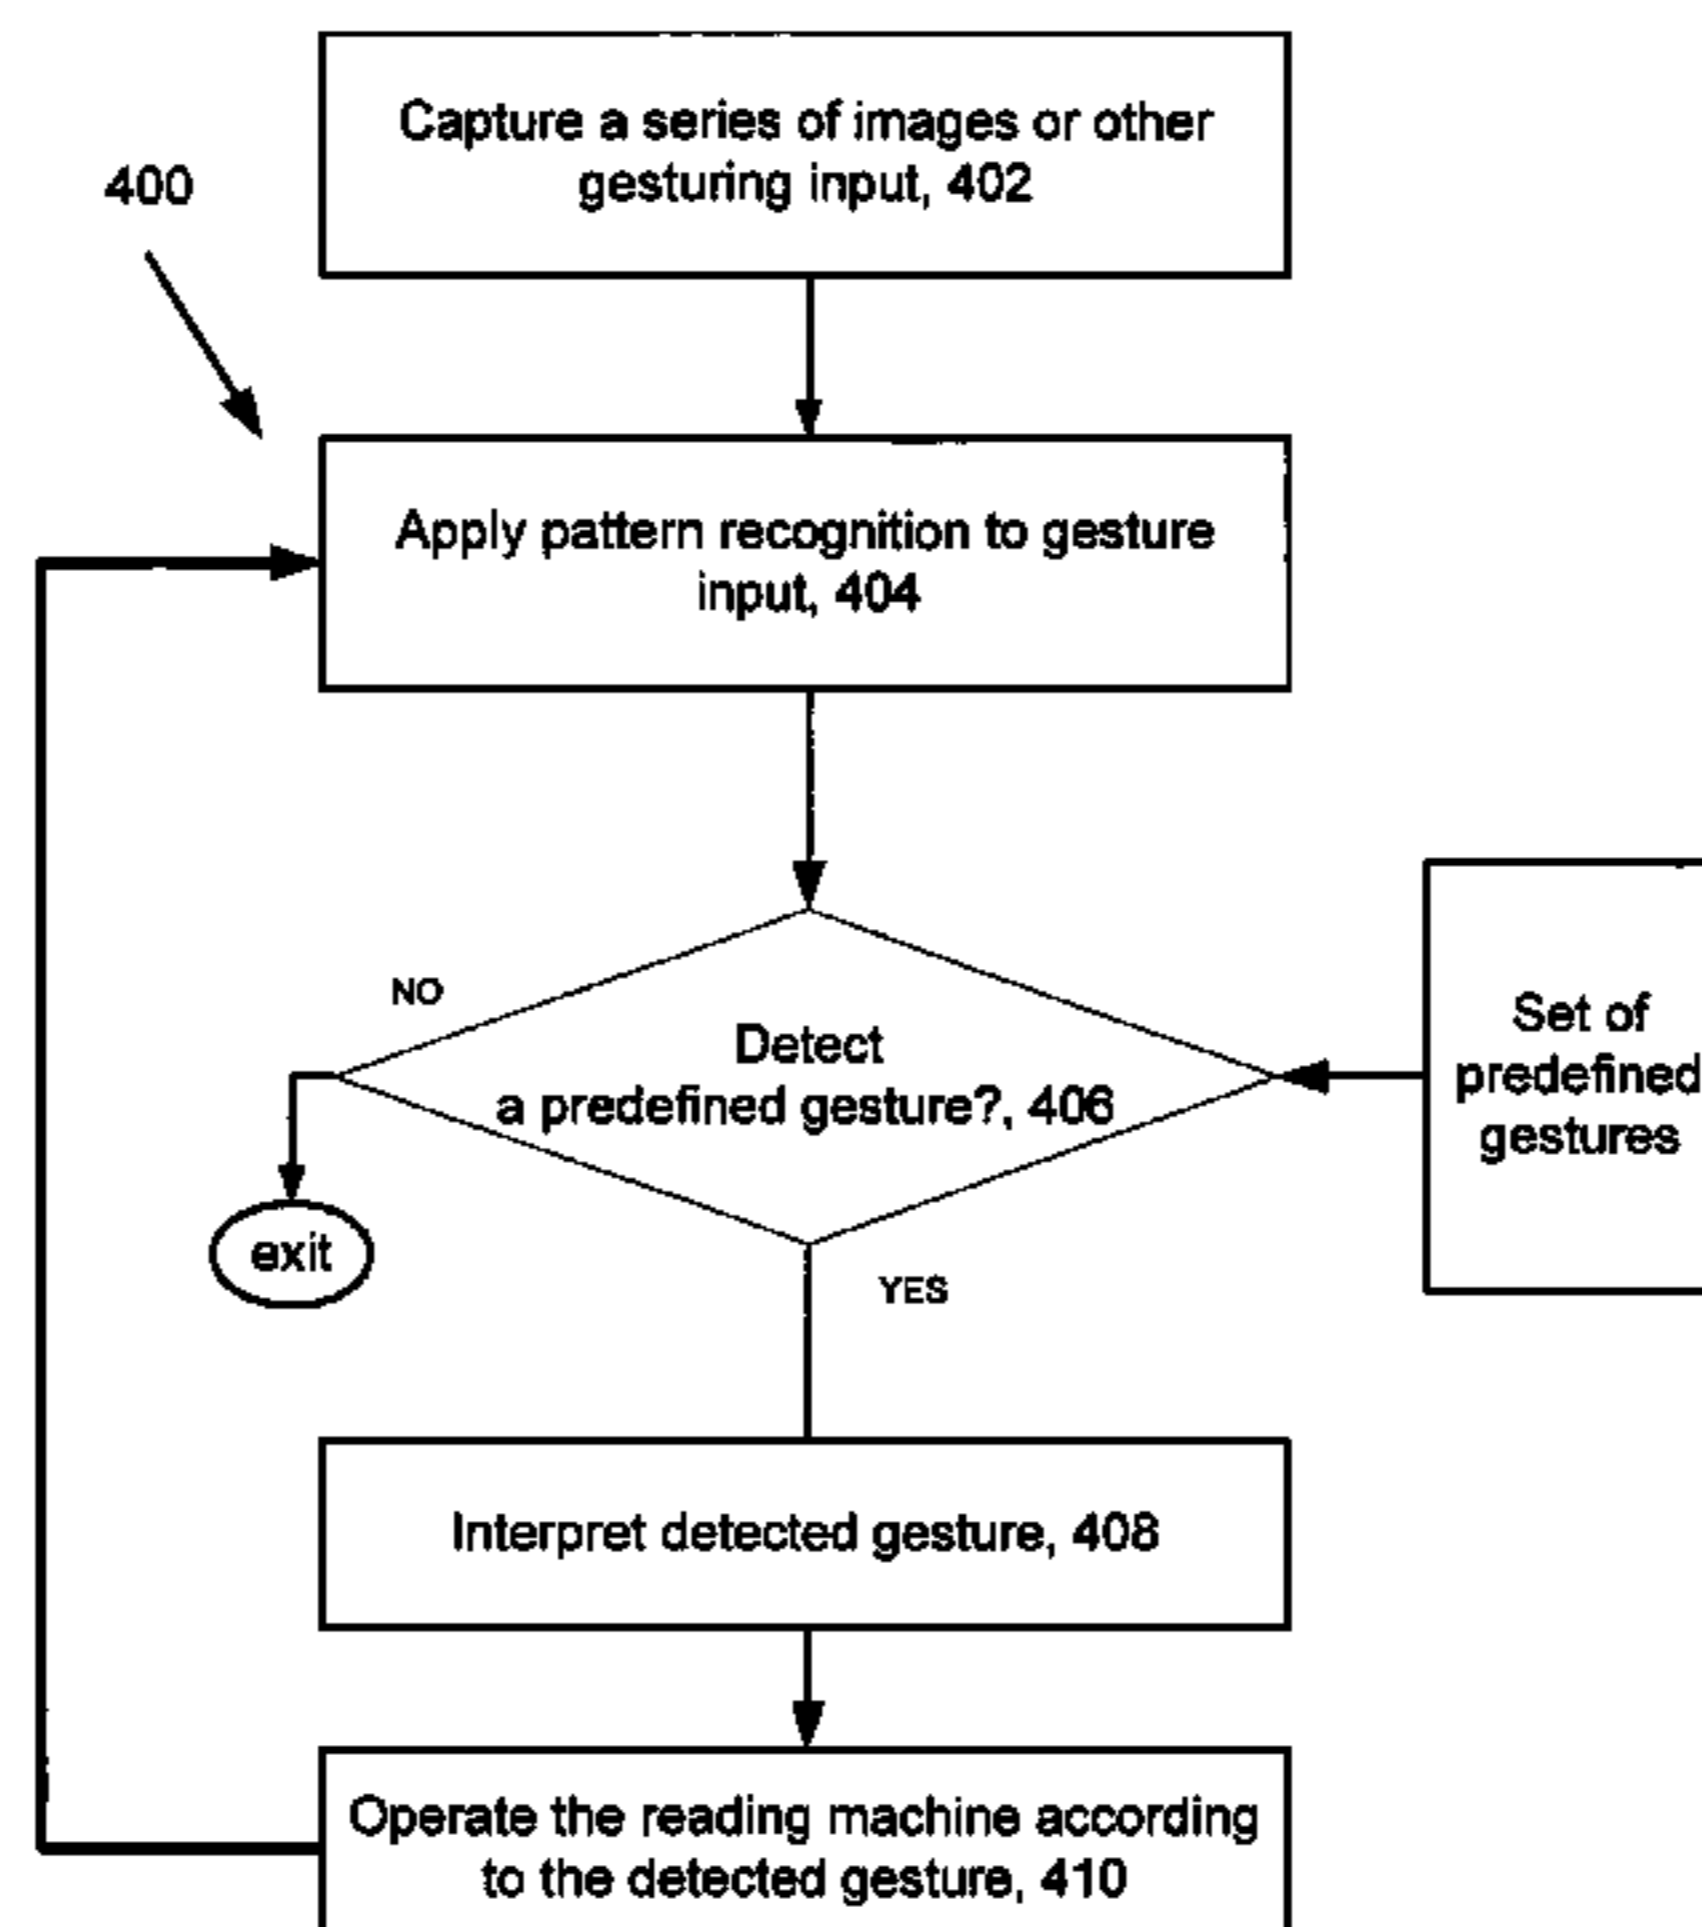 Capture a series of images or other
gesturing input, 402
400
Apply pattern recognition to gesture
input, 404
NO
Detect
a predefined gesture?, 406
Set of
predefined
gestures
exit
YES
Interpret detected gesture, 408
Operate the reading machine according
to the detected gesture, 410